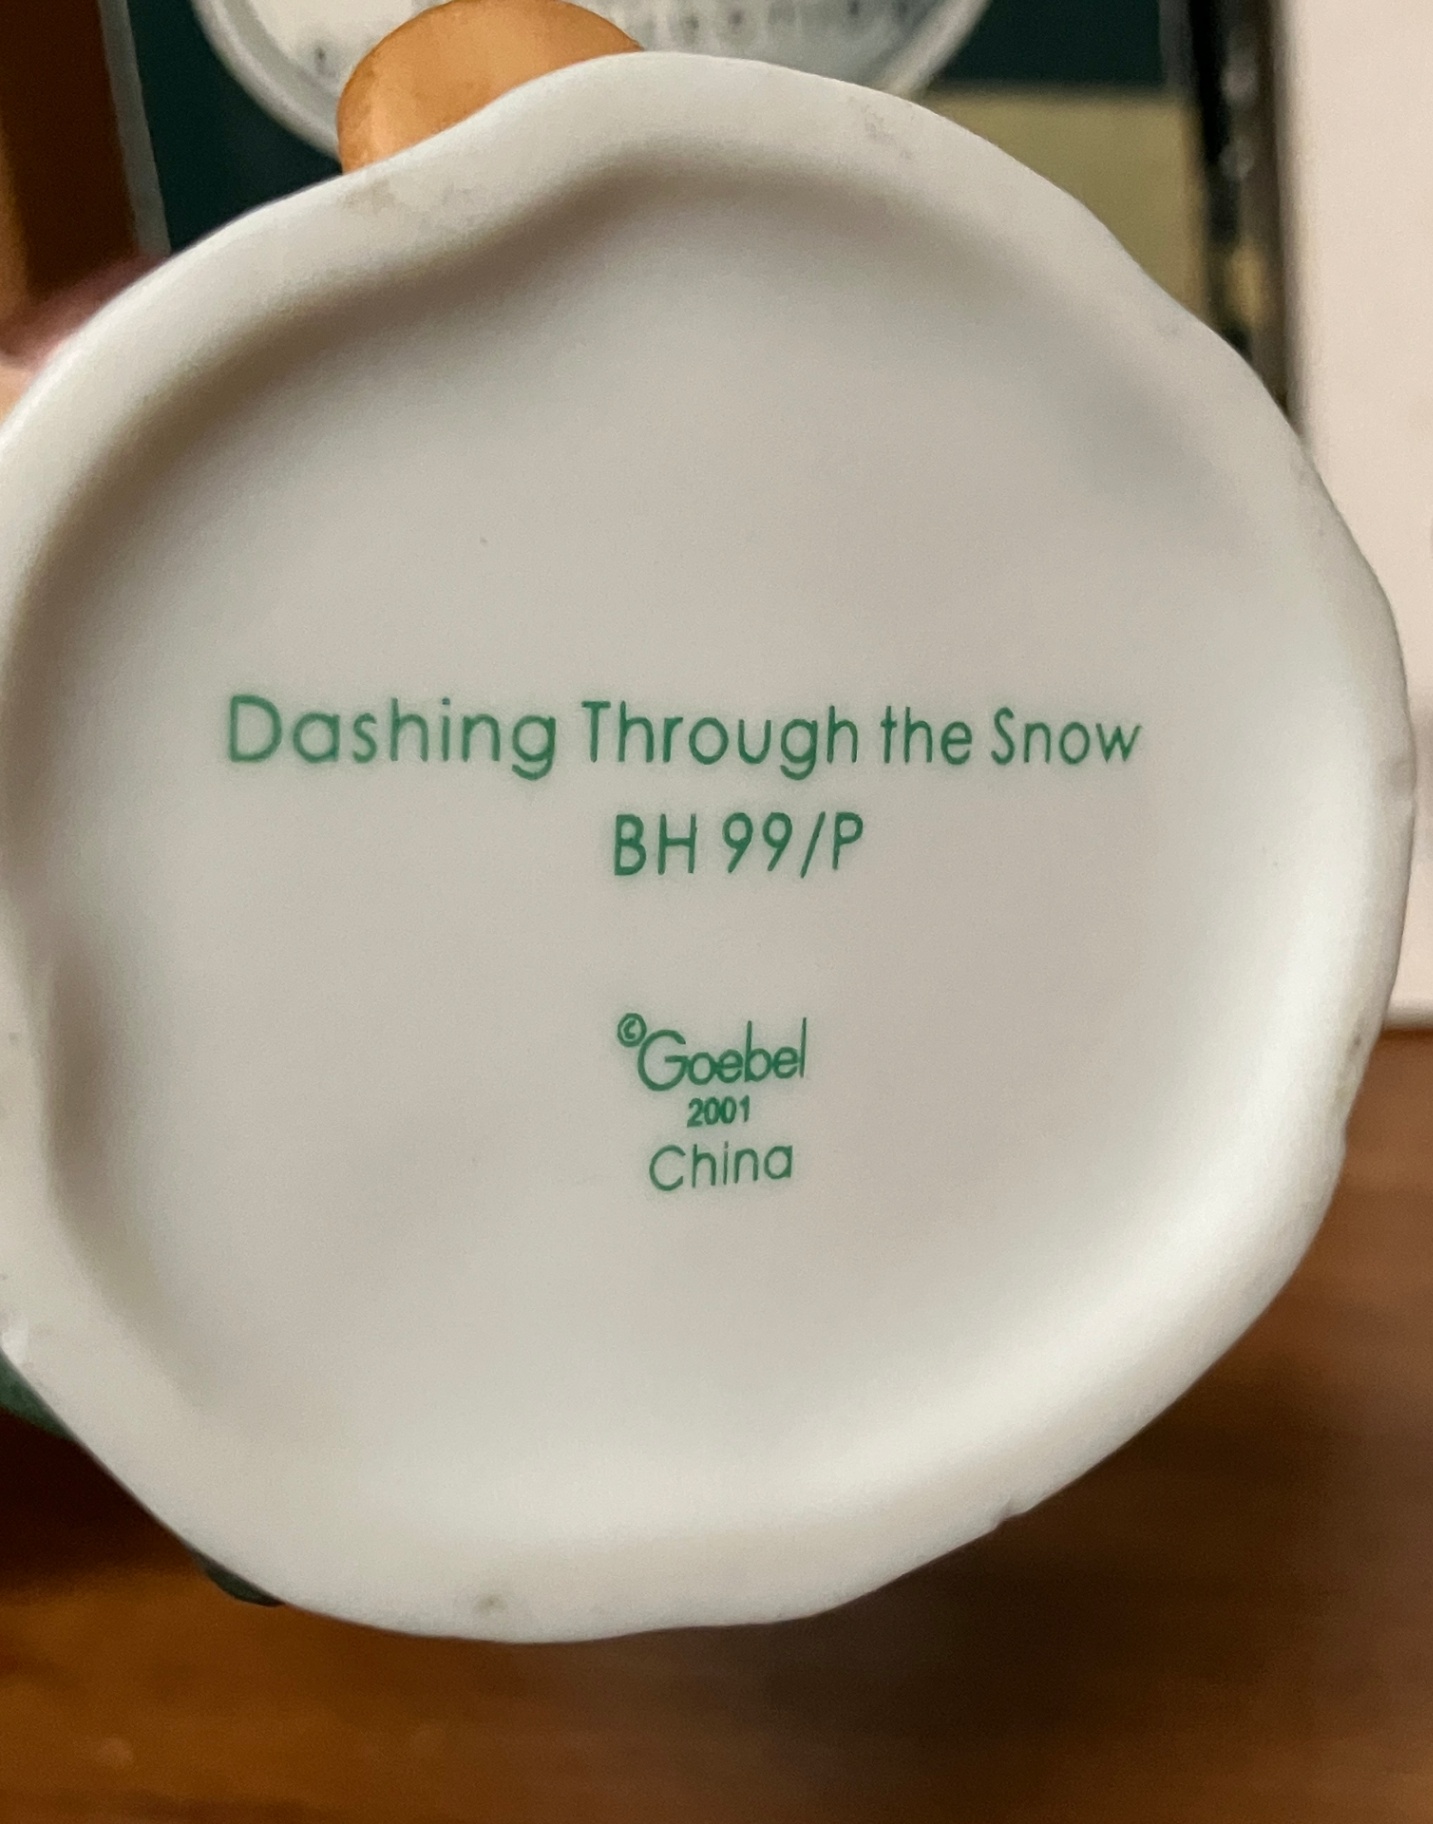 Dashing Through the Snow
BH 99/P
©Goebel
2001
China